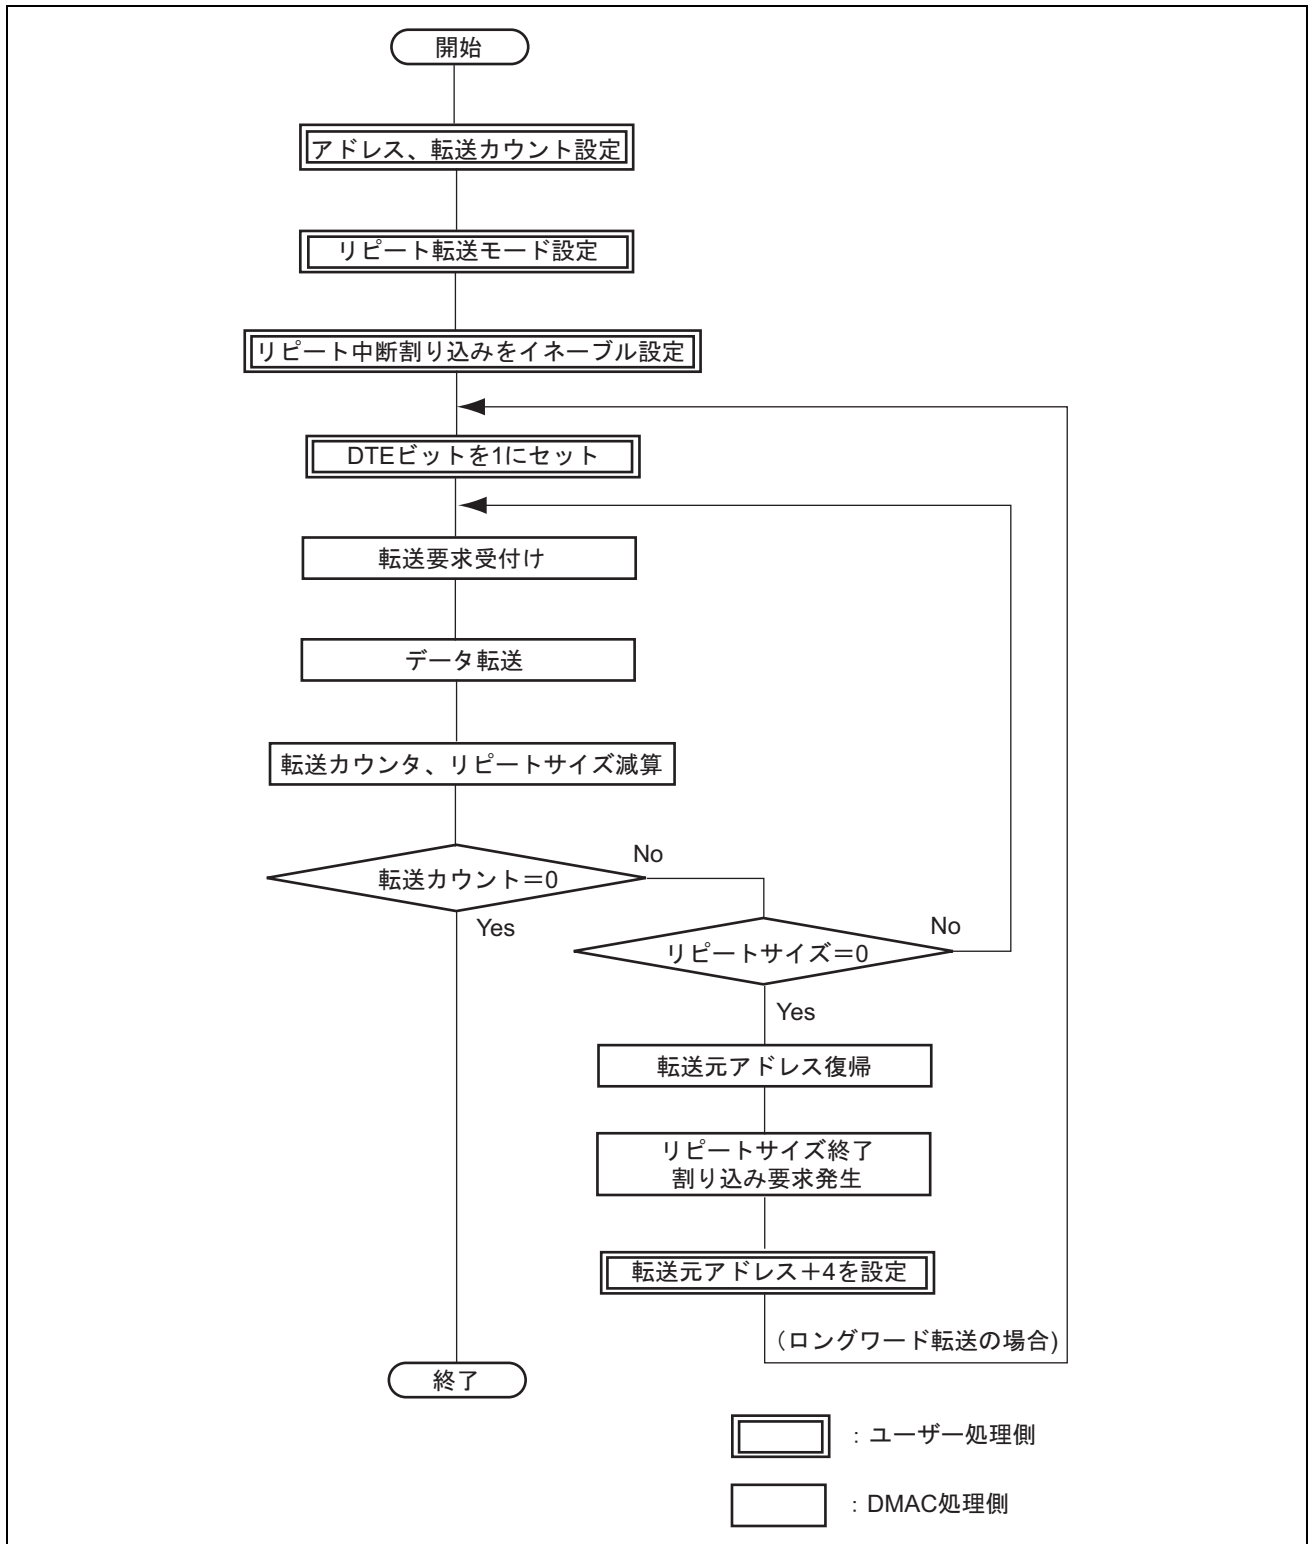 開始
アドレス、転送カウント設定
リピート転送モード設定
リピート中断割り込みをイネーブル設定
DTEビットを1にセット
転送要求受付け
データ転送
転送カウンタ、リピートサイズ減算
転送カウント＝0
No
Yes
リピートサイズ＝0
No
Yes
転送元アドレス復帰
リピートサイズ終了
割り込み要求発生
転送元アドレス＋4を設定
（ロングワード転送の場合)
終了
：ユーザー処理側
：DMAC処理側